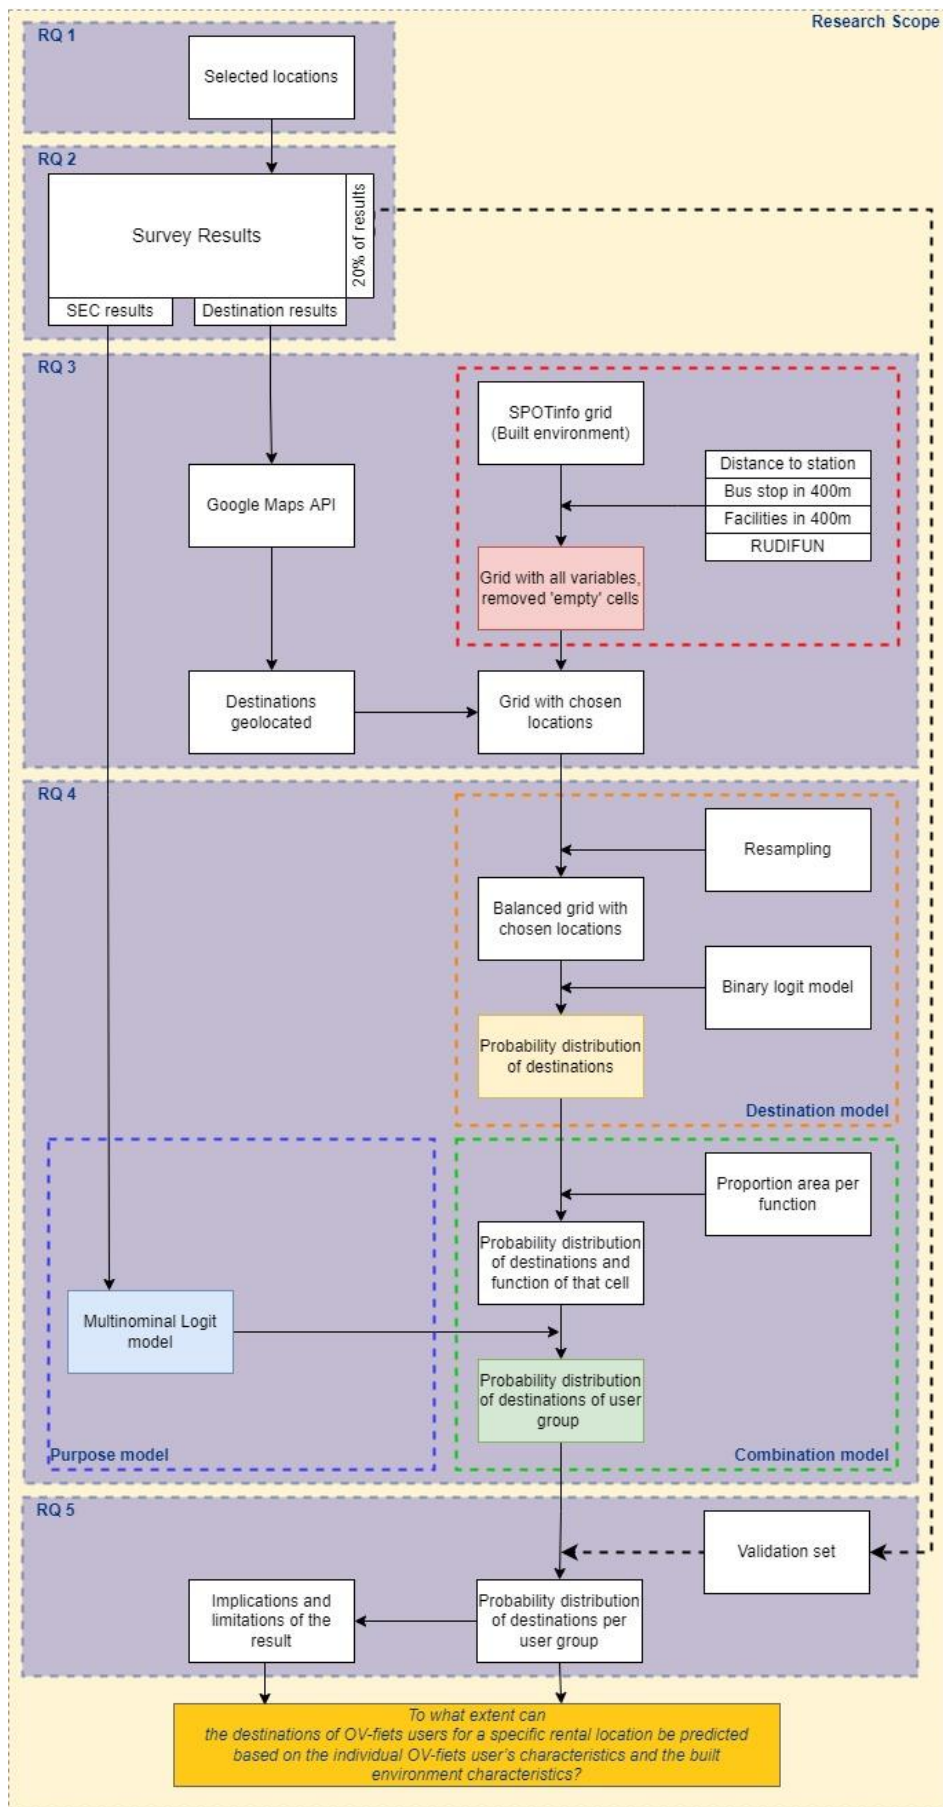 Research Scope
RQ 1
Selected locations
RQ 2
Survey Results
20% of results
SEC results
Destination results
RQ 3
SPOTinfo grid
(Built environment)
Distance to station
Bus stop in 400m
Facilities in 400m
RUDIFUN
Google Maps API
Grid with all variables,
removed 'empty' cells
Destinations
geolocated
Grid with chosen
locations
RQ 4
Resampling
Balanced grid with
chosen locations
Binary logit model
Probability distribution
of destinations
Destination model
Proportion area per
function
Probability distribution
of destinations and
function of that cell
Multinominal Logit
model
Probability distribution
of destinations of user
group
Purpose model
Combination model
RQ 5
Validation set
Implications and
limitations of the
result
Probability distribution
of destinations per
user group
To what extent can
the destinations of OV-fiets users for a specific rental location be predicted
based on the individual OV-fiets user's characteristics and the built
environment characteristics?